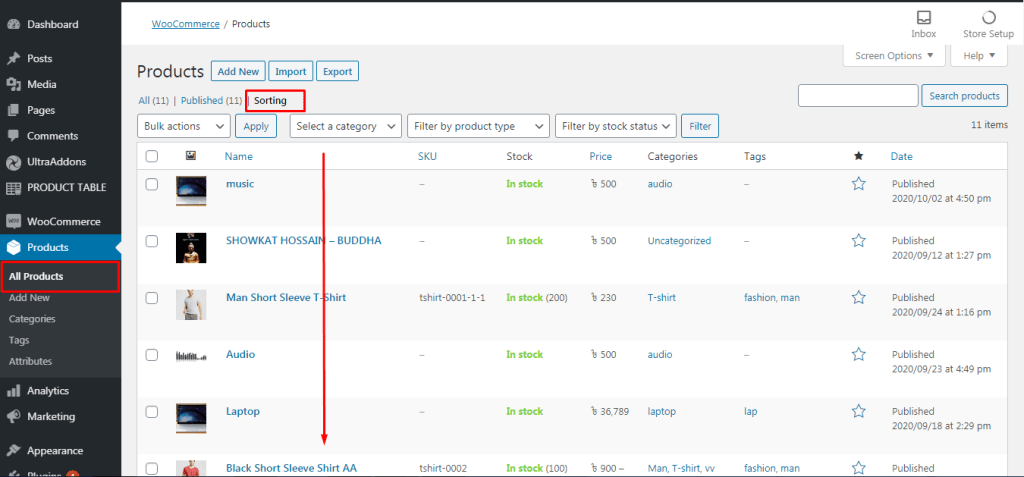 Dashboard
Posts
Media
Pages
Comments
UltraAddons
PRODUCT TABLE
WooCommerce
Products
All Products
Add New
Categories
Tags
Attributes
Analytics
Marketing
Appearance
Plugins
WooCommerce / Products
Inbox
Store Setup
Screen Options
Help
Products Add New Import Export
All (11) | Published (11) | Sorting
Search products
Bulk actions Apply Select a category Filter by product type Filter by stock status Filter
11 items
Name SKU Stock Price Categories Tags Date
music – In stock ৳ 500 audio – Published
2020/10/02 at 4:50 pm
SHOWKAT HOSSAIN – BUDDHA – In stock ৳ 500 Uncategorized – Published
2020/09/12 at 1:27 pm
Man Short Sleeve T-Shirt tshirt-0001-1-1 In stock (200) ৳ 230 T-shirt fashion, man Published
2020/09/24 at 1:16 pm
Audio – In stock ৳ 500 audio – Published
2020/09/23 at 4:49 pm
Laptop – In stock ৳ 36,789 laptop lap Published
2020/09/18 at 2:29 pm
Black Short Sleeve Shirt AA tshirt-0002 In stock (100) ৳ 900 – Man, T-shirt, vv fashion, man Published